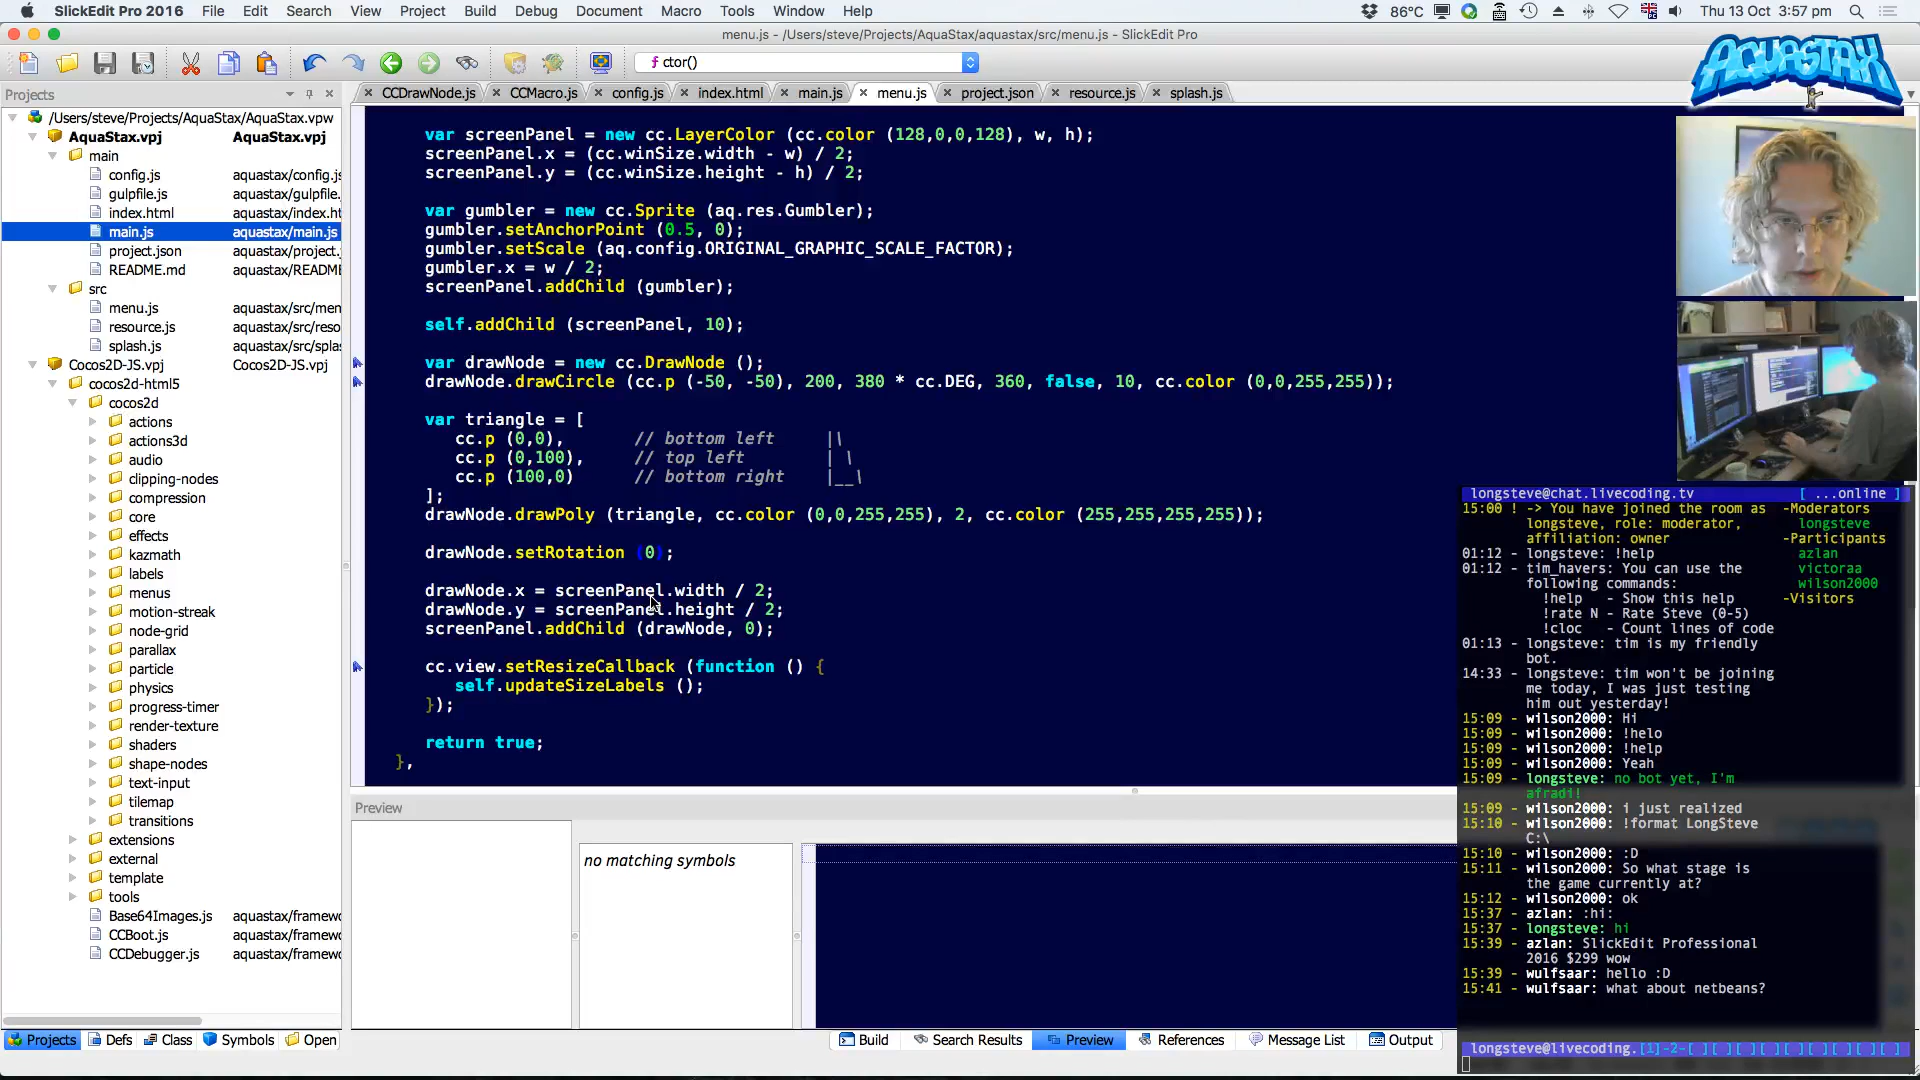 SlickEdit Pro 2016 File Edit Search View Project Build Debug Document Macro Tools Window Help 86°C Thu 13 Oct 3:57 pm
menu.js - /Users/steve/Projects/AquaStax/aquastax/src/menu.js - SlickEdit Pro
ctor()
AQUASTAX
Projects
CCDrawNode.js CCMacro.js config.js index.html main.js menu.js project.json resource.js splash.js
/Users/steve/Projects/AquaStax/AquaStax.vpw
AquaStax.vpj AquaStax.vpj
main
config.js aquastax/config.js
gulpfile.js aquastax/gulpfile.
index.html aquastax/index.ht
main.js aquastax/main.js
project.json aquastax/project.
README.md aquastax/README
src
menu.js aquastax/src/men
resource.js aquastax/src/reso
splash.js aquastax/src/splas
Cocos2D-JS.vpj Cocos2D-JS.vpj
cocos2d-html5
cocos2d
actions
actions3d
audio
clipping-nodes
compression
core
effects
kazmath
labels
menus
motion-streak
node-grid
parallax
particle
physics
progress-timer
render-texture
shaders
shape-nodes
text-input
tilemap
transitions
extensions
external
template
tools
Base64Images.js aquastax/framewo
CCBoot.js aquastax/framewo
CCDebugger.js aquastax/framewo
Projects Defs Class Symbols Open
var screenPanel = new cc.LayerColor (cc.color (128,0,0,128), w, h);
screenPanel.x = (cc.winSize.width - w) / 2;
screenPanel.y = (cc.winSize.height - h) / 2;
var gumbler = new cc.Sprite (aq.res.Gumbler);
gumbler.setAnchorPoint (0.5, 0);
gumbler.setScale (aq.config.ORIGINAL_GRAPHIC_SCALE_FACTOR);
gumbler.x = w / 2;
screenPanel.addChild (gumbler);
self.addChild (screenPanel, 10);
var drawNode = new cc.DrawNode ();
drawNode.drawCircle (cc.p (-50, -50), 200, 380 * cc.DEG, 360, false, 10, cc.color (0,0,255,255));
var triangle = [
cc.p (0,0), // bottom left |\
cc.p (0,100), // top left | \
cc.p (100,0) // bottom right |__\
];
drawNode.drawPoly (triangle, cc.color (0,0,255,255), 2, cc.color (255,255,255,255));
drawNode.setRotation (0);
drawNode.x = screenPanel.width / 2;
drawNode.y = screenPanel.height / 2;
screenPanel.addChild (drawNode, 0);
cc.view.setResizeCallback (function () {
self.updateSizeLabels ();
});
return true;
},
Preview
no matching symbols
Build Search Results Preview References Message List Output
longsteve@chat.livecoding.tv [ ...online ]
15:00 ! -> You have joined the room as -Moderators
longsteve, role: moderator, longsteve
affiliation: owner -Participants
01:12 - longsteve: !help azlan
01:12 - tim_havers: You can use the victoraa
following commands: wilson2000
!help - Show this help -Visitors
!rate N - Rate Steve (0-5)
!cloc - Count lines of code
01:13 - longsteve: tim is my friendly
bot.
14:33 - longsteve: tim won't be joining
me today, I was just testing
him out yesterday!
15:09 - wilson2000: Hi
15:09 - wilson2000: !helo
15:09 - wilson2000: !help
15:09 - wilson2000: Yeah
15:09 - longsteve: no bot yet, I'm
afradi!
15:09 - wilson2000: i just realized
15:10 - wilson2000: !format LongSteve
C:\
15:10 - wilson2000: :D
15:11 - wilson2000: So what stage is
the game currently at?
15:12 - wilson2000: ok
15:37 - azlan: :hi:
15:37 - longsteve: hi
15:39 - azlan: SlickEdit Professional
2016 $299 wow
15:39 - wulfsaar: hello :D
15:41 - wulfsaar: what about netbeans?
longsteve@livecoding.[1]-2-[ ][ ][ ][ ][ ][ ][ ][ ][ ][ ]